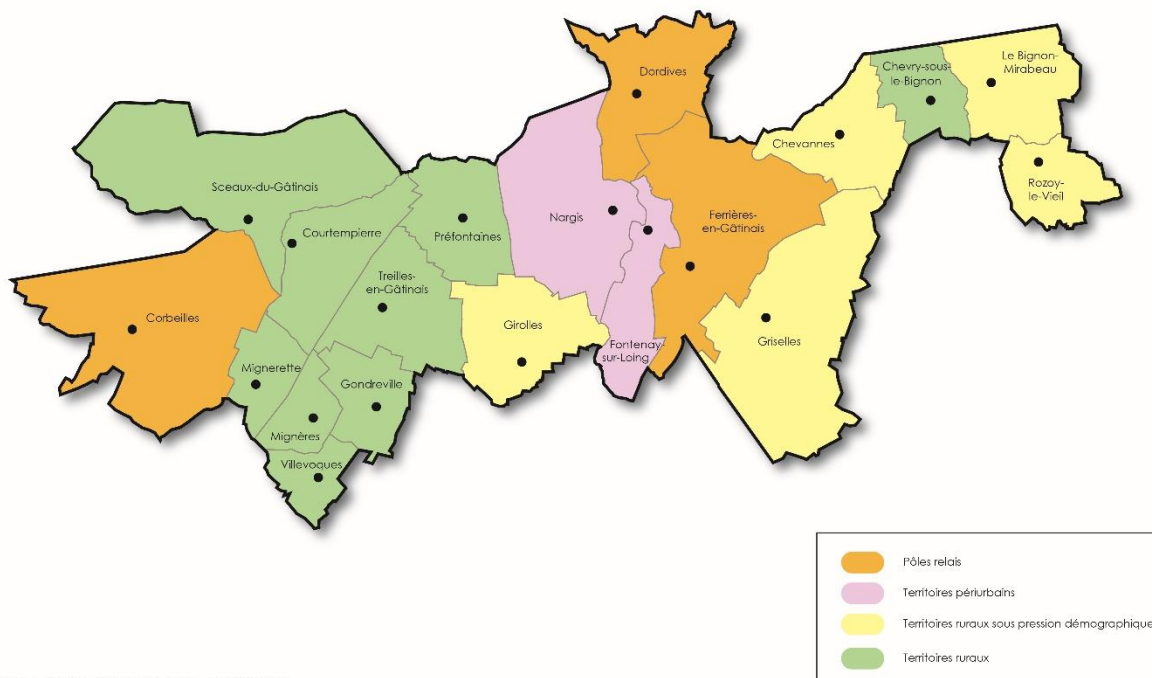 Dordives
Chevry-sous-
le-Bignon
Le Bignon-
Mirabeau
Chevannes
Rozoy-
le-Vieil
Sceaux-du-Gâtinais
Courtempierre
Préfontaines
Nargis
Ferrières-
en-Gâtinais
Treilles-
en-Gâtinais
Corbeilles
Girolles
Fontenay-
sur-Loing
Griselles
Mignerette
Gondreville
Mignères
Villevoques
Pôles relais
Territoires périurbains
Territoires ruraux sous pression démographique
Territoires ruraux